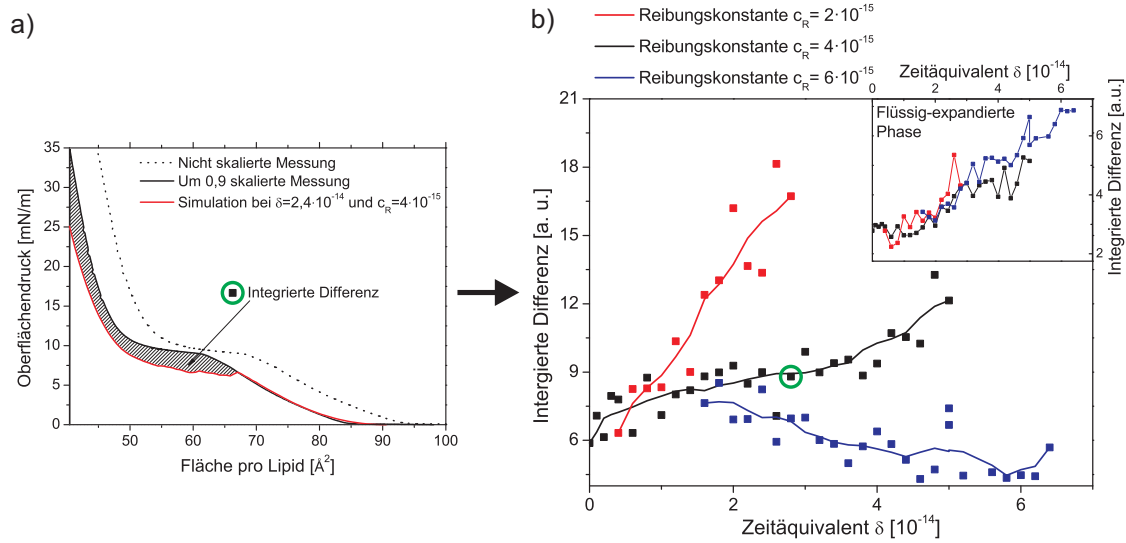 a)
Oberflächendruck [mN/m]
35
30
25
20
15
10
5
0
Nicht skalierte Messung
Um 0,9 skalierte Messung
Simulation bei δ=2,4·10⁻¹⁴ und c_R=4·10⁻¹⁵
Integrierte Differenz
50 60 70 80 90 100
Fläche pro Lipid [Å²]
b)
Reibungskonstante c_R= 2·10⁻¹⁵
Reibungskonstante c_R= 4·10⁻¹⁵
Reibungskonstante c_R= 6·10⁻¹⁵
Intergrierte Differenz [a. u.]
21
18
15
12
9
6
0 2 4 6
Zeitäquivalent δ [10⁻¹⁴]
Zeitäquivalent δ [10⁻¹⁴]
0 2 4 6
Flüssig-expandierte
Phase
6
4
2
Integrierte Differenz [a.u.]